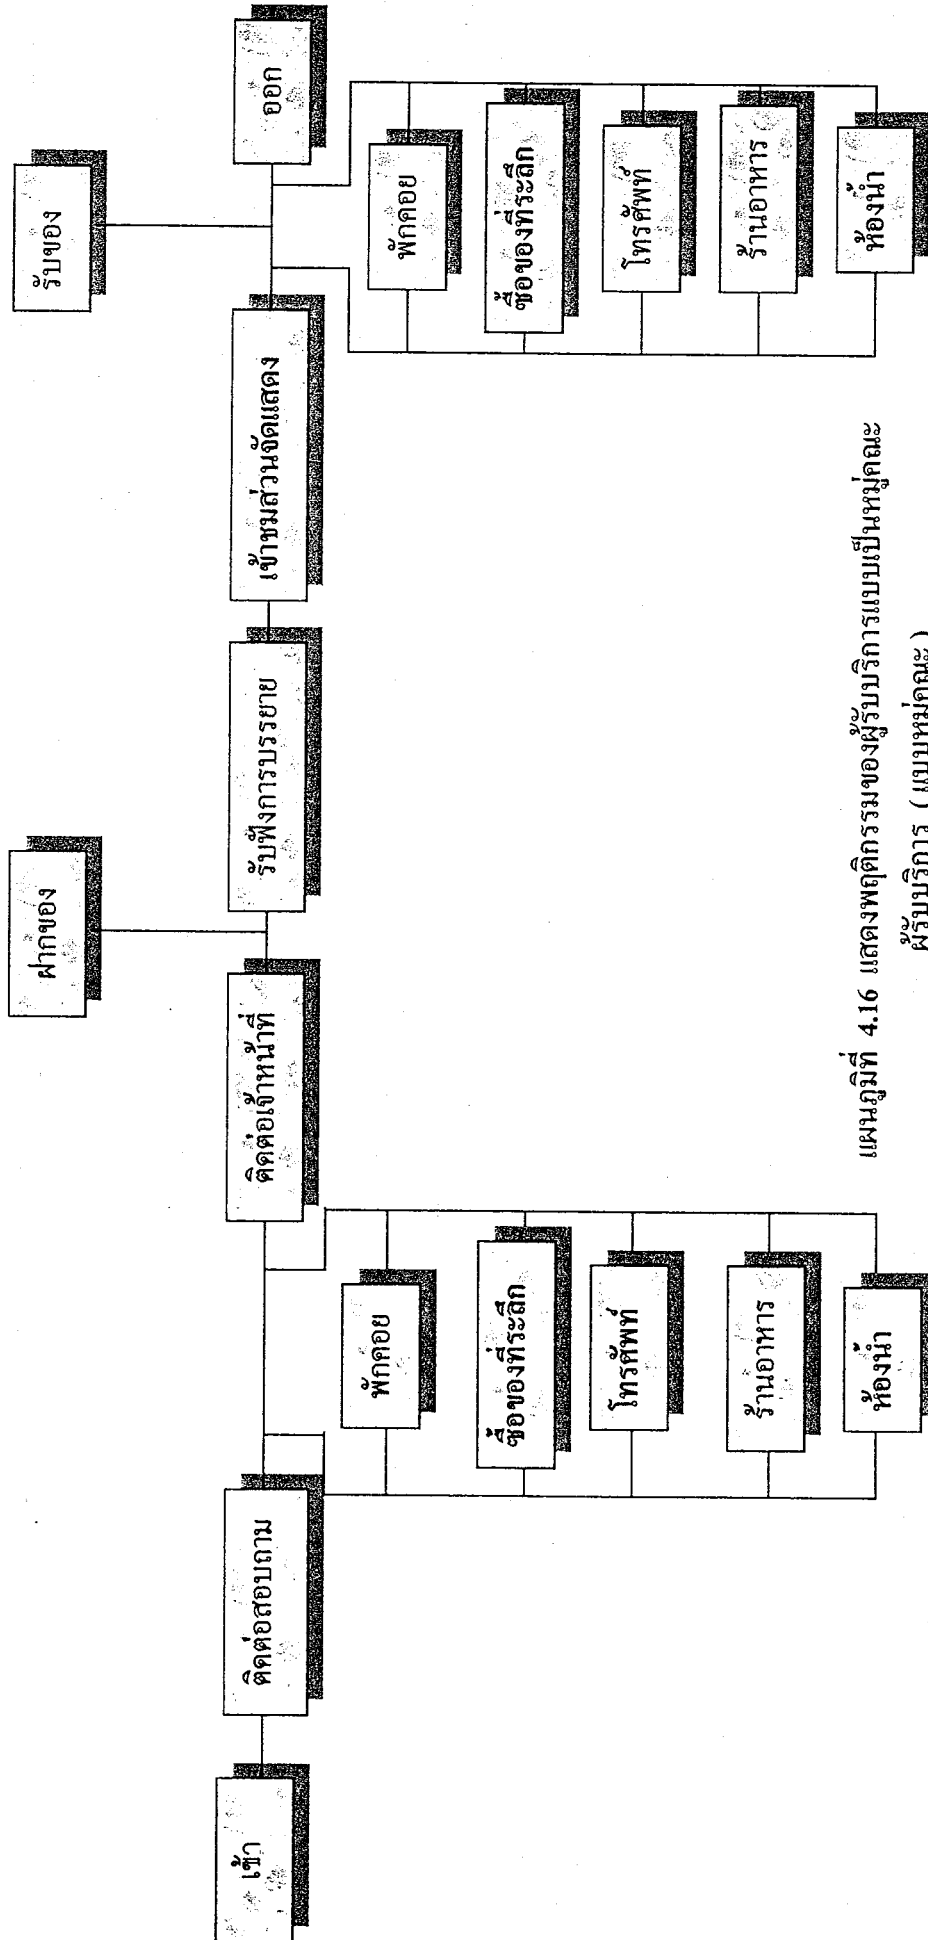 เข้า
ติดต่อสอบถาม
พักคอย
ซื้อของที่ระลึก
โทรศัพท์
ร้านอาหาร
ห้องน้ำ
ติดต่อเจ้าหน้าที่
ฝากของ
รับฟังการบรรยาย
เข้าชมส่วนจัดแสดง
รับของ
พักคอย
ซื้อของที่ระลึก
โทรศัพท์
ร้านอาหาร
ห้องน้ำ
ออก
แผนภูมิที่ 4.16 แสดงพฤติกรรมของผู้รับบริการแบบเป็นหมู่คณะ
ผู้รับบริการ ( แบบหมู่คณะ )